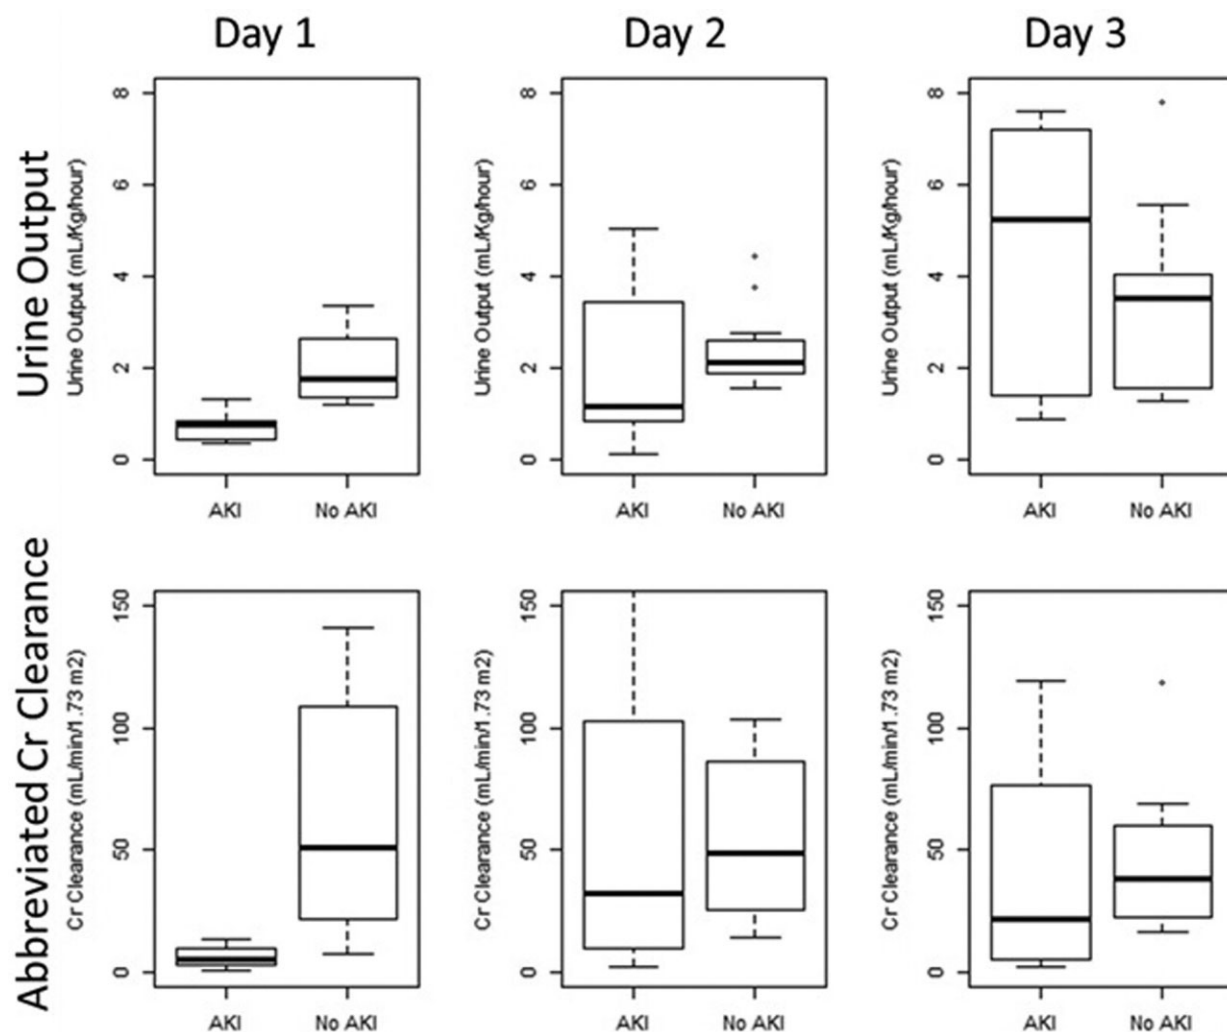 Day 1
Day 2
Day 3
Urine Output
Urine Output (mL/Kg/hour)
8
6
4
2
0
AKI
No AKI
Urine Output (mL/Kg/hour)
8
6
4
2
0
AKI
No AKI
Urine Output (mL/Kg/hour)
8
6
4
2
0
AKI
No AKI
Abbreviated Cr Clearance
Cr Clearance (mL/min/1.73 m2)
150
100
50
0
AKI
No AKI
Cr Clearance (mL/min/1.73 m2)
150
100
50
0
AKI
No AKI
Cr Clearance (mL/min/1.73 m2)
150
100
50
0
AKI
No AKI